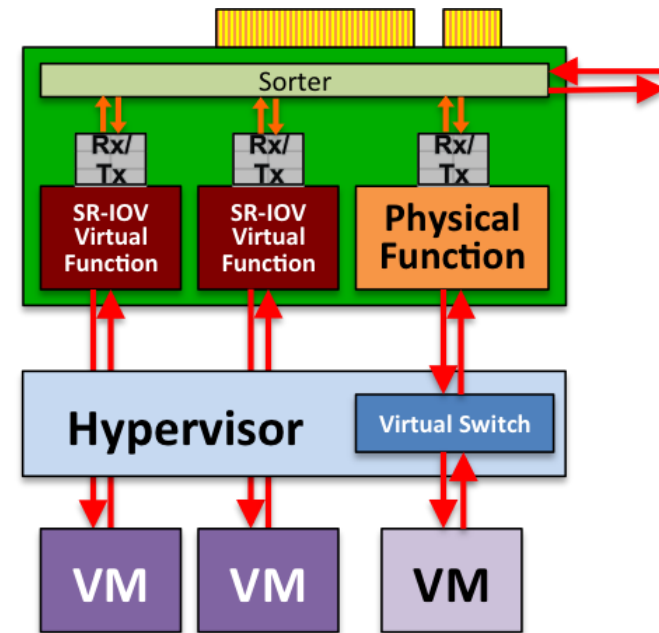 Sorter
Rx/
Tx
Rx/
Tx
Rx/
Tx
SR-IOV
Virtual
Function
SR-IOV
Virtual
Function
Physical
Function
Hypervisor
Virtual Switch
VM
VM
VM